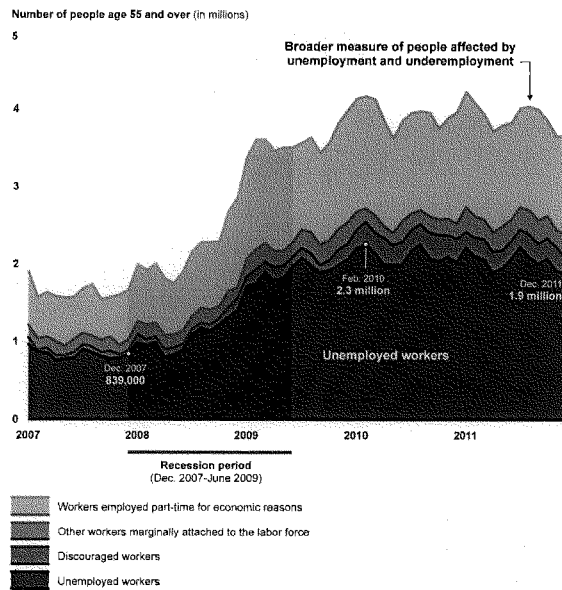 Number of people age 55 and over (in millions)
5
Broader measure of people affected by
unemployment and underemployment
4
3
2
Feb. 2010
2.3 million
Dec. 2011
1.9 million
Unemployed workers
1
Dec. 2007
839,000
0
2007 2008 2009 2010 2011
Recession period
(Dec. 2007-June 2009)
Workers employed part-time for economic reasons
Other workers marginally attached to the labor force
Discouraged workers
Unemployed workers